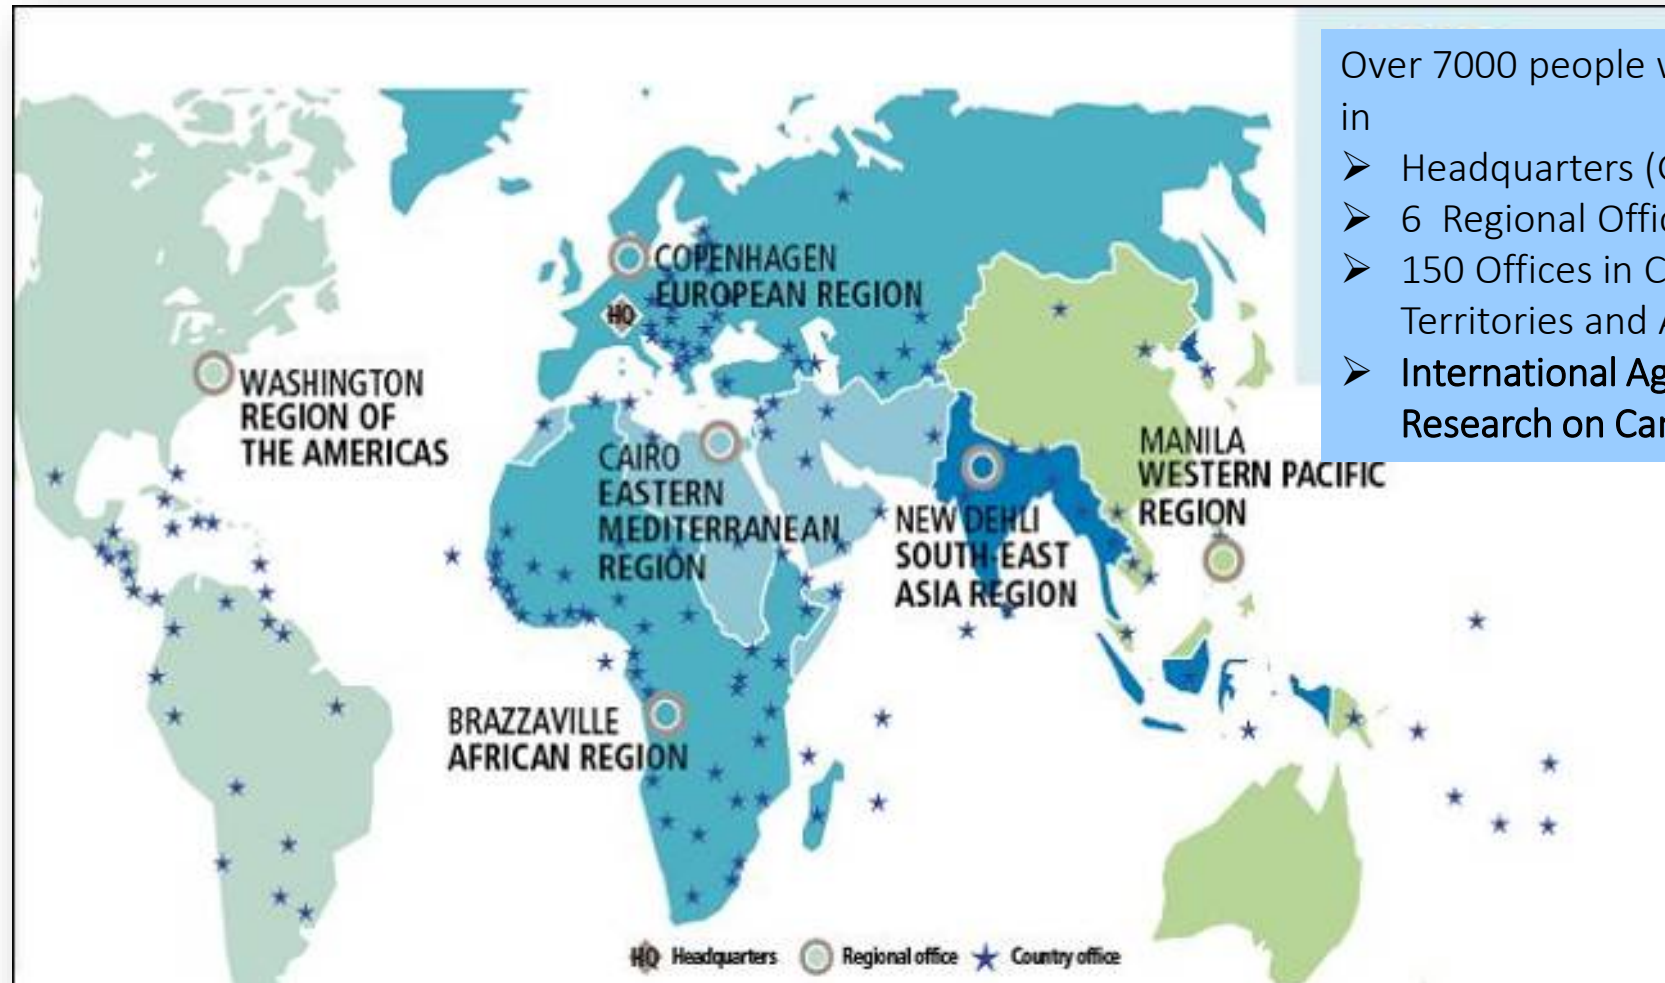 Over 7000 people
in
➢ Headquarters
➢ 6 Regional
➢ 150 Offices in
Territories and
➢ International
Research on
COPENHAGEN
EUROPEAN REGION
HQ
WASHINGTON
REGION OF
THE AMERICAS
CAIRO
EASTERN
MEDITERRANEAN
REGION
MANILA
WESTERN PACIFIC
REGION
NEW DEHLI
SOUTH-EAST
ASIA REGION
BRAZZAVILLE
AFRICAN REGION
HQ Headquarters Regional office Country office